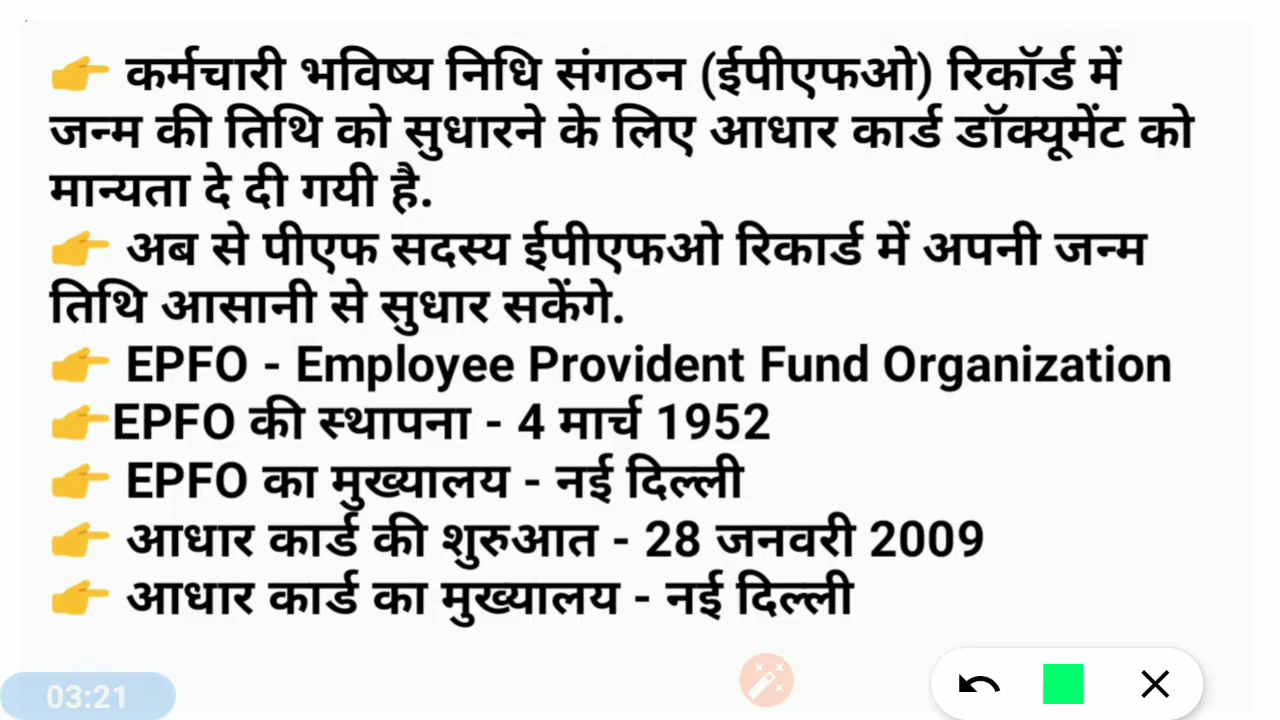 👉 कर्मचारी भविष्य निधि संगठन (ईपीएफओ) रिकॉर्ड में
जन्म की तिथि को सुधारने के लिए आधार कार्ड डॉक्यूमेंट को
मान्यता दे दी गयी है.
👉 अब से पीएफ सदस्य ईपीएफओ रिकार्ड में अपनी जन्म
तिथि आसानी से सुधार सकेंगे.
👉 EPFO - Employee Provident Fund Organization
👉EPFO की स्थापना - 4 मार्च 1952
👉 EPFO का मुख्यालय - नई दिल्ली
👉 आधार कार्ड की शुरुआत - 28 जनवरी 2009
👉 आधार कार्ड का मुख्यालय - नई दिल्ली
03:21